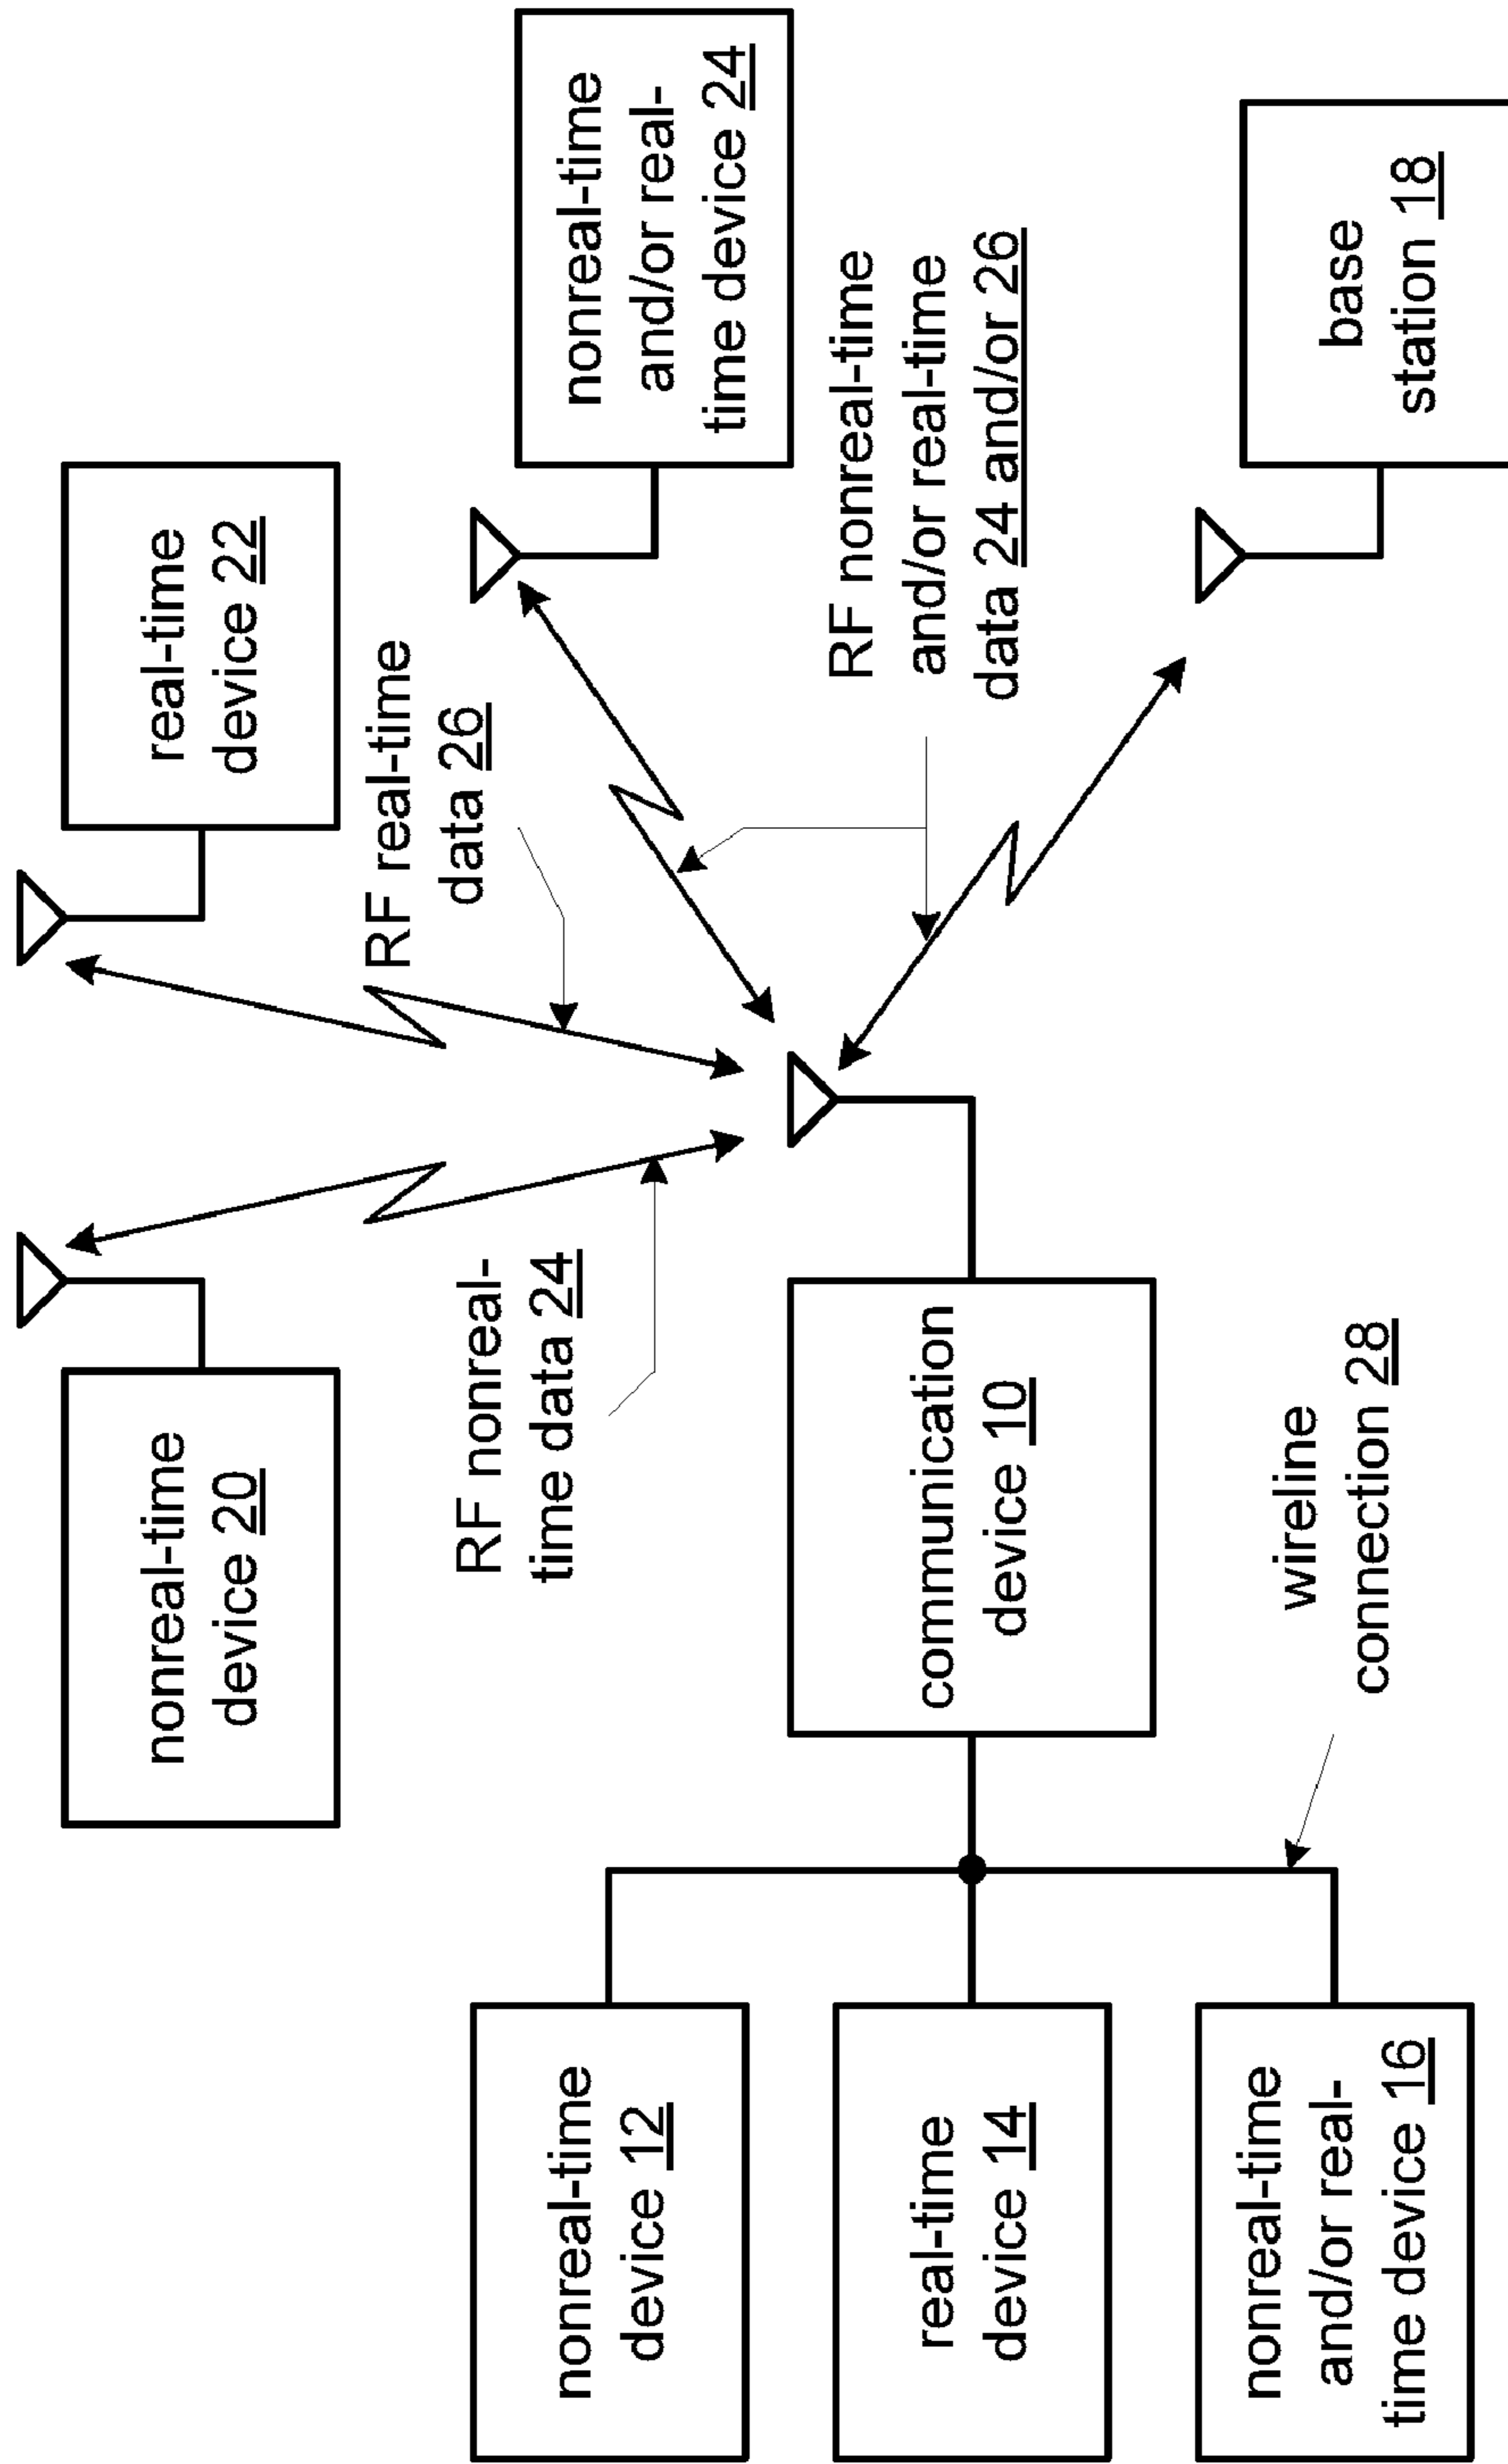 nonreal-time
device 20
real-time
device 22
RF real-time
data 26
RF nonreal-
time data 24
nonreal-time
and/or real-
time device 24
nonreal-time
device 12
RF nonreal-time
and/or real-time
data 24 and/or 26
real-time
device 14
communication
device 10
nonreal-time
and/or real-
time device 16
wireline
connection 28
base
station 18